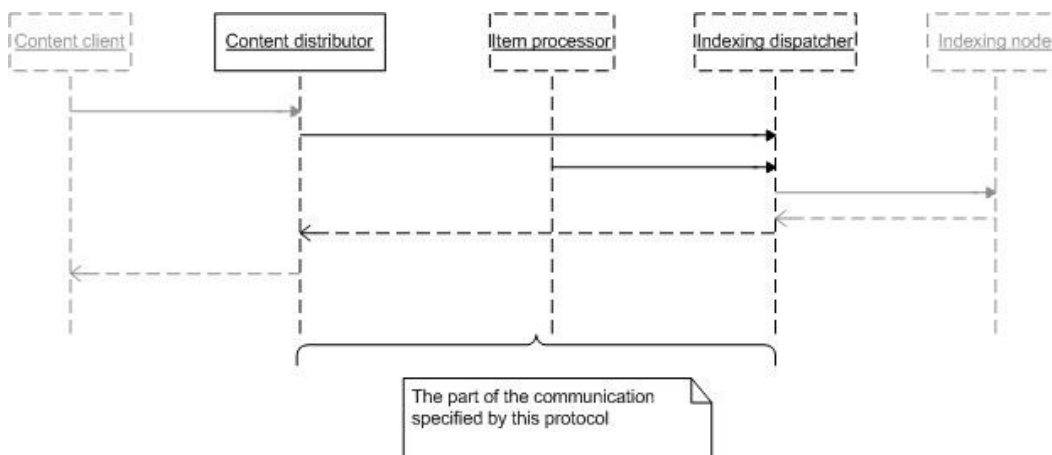 Content client
Content distributor
Item processor
Indexing dispatcher
Indexing node
The part of the communication
specified by this protocol